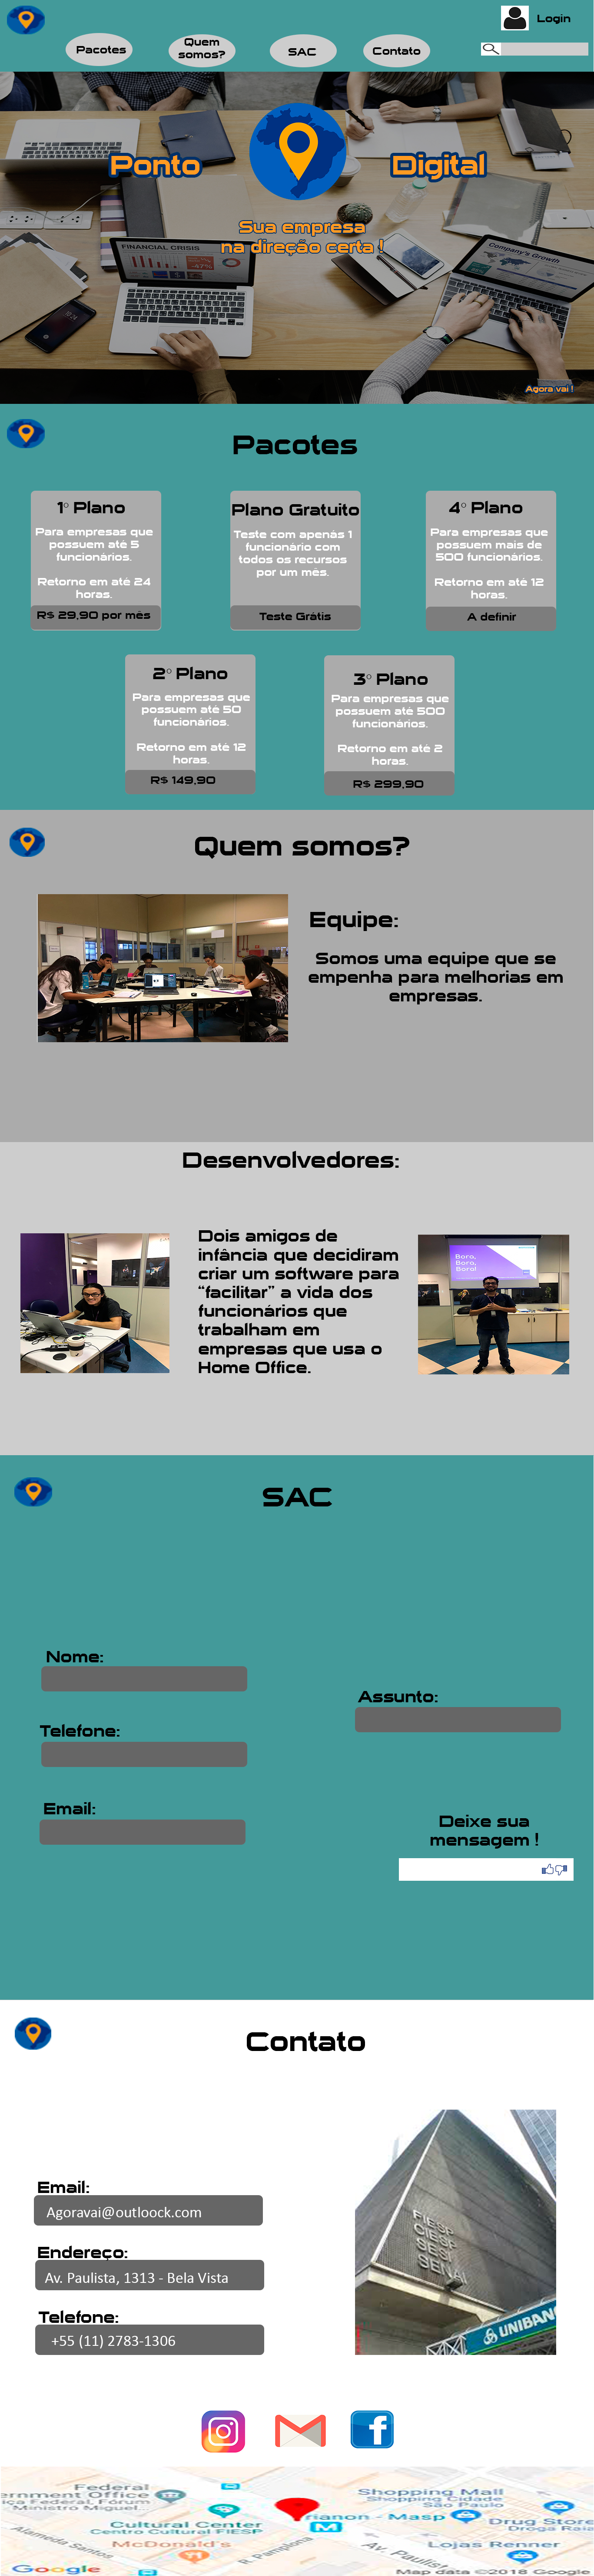 Login
Pacotes
Quem
somos?
SAC
Contato
Ponto
Digital
Sua empresa
na direção certa !
FINANCIAL CRISIS
-47%
Company's Growth
Agora vai !
Pacotes
1° Plano
Para empresas que
possuem até 5
funcionários.
Retorno em até 24
horas.
R$ 29,90 por mês
Plano Gratuito
Teste com apenás 1
funcionário com
todos os recursos
por um mês.
Teste Grátis
4° Plano
Para empresas que
possuem mais de
500 funcionários.
Retorno em até 12
horas.
A definir
2° Plano
Para empresas que
possuem até 50
funcionários.
Retorno em até 12
horas.
R$ 149,90
3° Plano
Para empresas que
possuem até 500
funcionários.
Retorno em até 2
horas.
R$ 299,90
Quem somos?
Equipe:
Somos uma equipe que se
empenha para melhorias em
empresas.
Desenvolvedores:
Dois amigos de
infância que decidiram
criar um software para
“facilitar” a vida dos
funcionários que
trabalham em
empresas que usa o
Home Office.
Bora,
Bora,
Bora!
SAC
Nome:
Telefone:
Email:
Assunto:
Deixe sua
mensagem !
Contato
Email:
Agoravai@outloock.com
Endereço:
Av. Paulista, 1313 - Bela Vista
Telefone:
+55 (11) 2783-1306
FIESP
CIESP
SESI
SENAI
UNIBANCO
Federal
ernment Office
iça Federal, Fórum
Ministro Miguel...
Cultural Center
Centro Cultural FIESP
McDonald's
Alameda Santos
R. Pamplona
Trianon - Masp
Shopping Mall
Shopping Cidade
São Paulo
Drug Store
Droga Raia
Lojas Renner
Av. Paulista
Google
Map data ©2018 Google